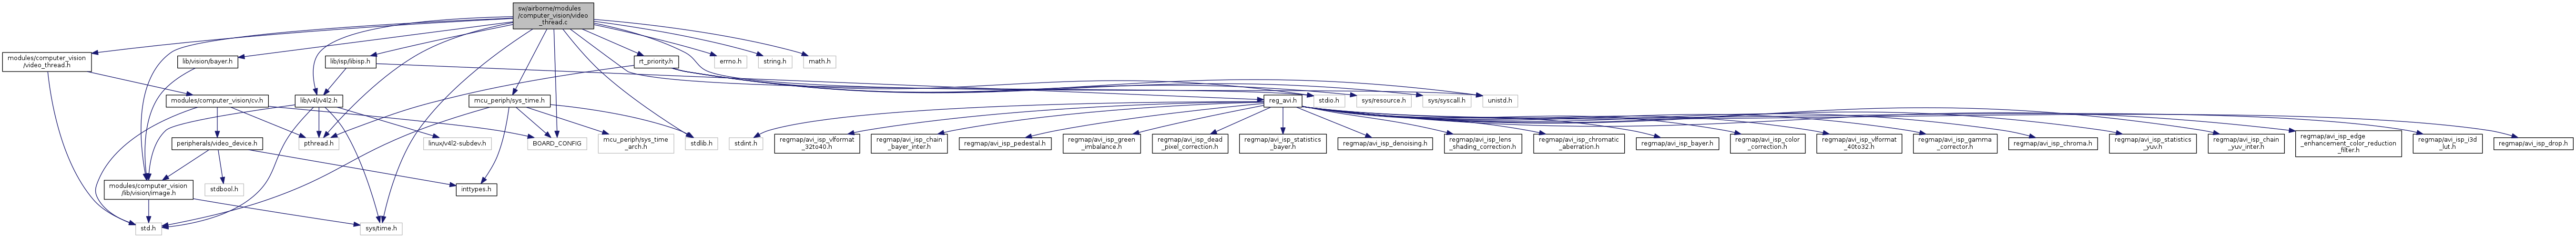 sw/airborne/modules
/computer_vision/video
_thread.c
modules/computer_vision
/video_thread.h
lib/vision/bayer.h
lib/isp/libisp.h
rt_priority.h
errno.h
string.h
math.h
modules/computer_vision/cv.h
lib/v4l/v4l2.h
mcu_periph/sys_time.h
reg_avi.h
stdio.h
sys/resource.h
sys/syscall.h
unistd.h
peripherals/video_device.h
pthread.h
linux/v4l2-subdev.h
BOARD_CONFIG
mcu_periph/sys_time
_arch.h
stdlib.h
stdint.h
regmap/avi_isp_vlformat
_32to40.h
regmap/avi_isp_chain
_bayer_inter.h
regmap/avi_isp_pedestal.h
regmap/avi_isp_green
_imbalance.h
regmap/avi_isp_dead
_pixel_correction.h
regmap/avi_isp_statistics
_bayer.h
regmap/avi_isp_denoising.h
regmap/avi_isp_lens
_shading_correction.h
regmap/avi_isp_chromatic
_aberration.h
regmap/avi_isp_bayer.h
regmap/avi_isp_color
_correction.h
regmap/avi_isp_vlformat
_40to32.h
regmap/avi_isp_gamma
_corrector.h
regmap/avi_isp_chroma.h
regmap/avi_isp_statistics
_yuv.h
regmap/avi_isp_chain
_yuv_inter.h
regmap/avi_isp_edge
_enhancement_color_reduction
_filter.h
regmap/avi_isp_i3d
_lut.h
regmap/avi_isp_drop.h
modules/computer_vision
/lib/vision/image.h
stdbool.h
inttypes.h
std.h
sys/time.h